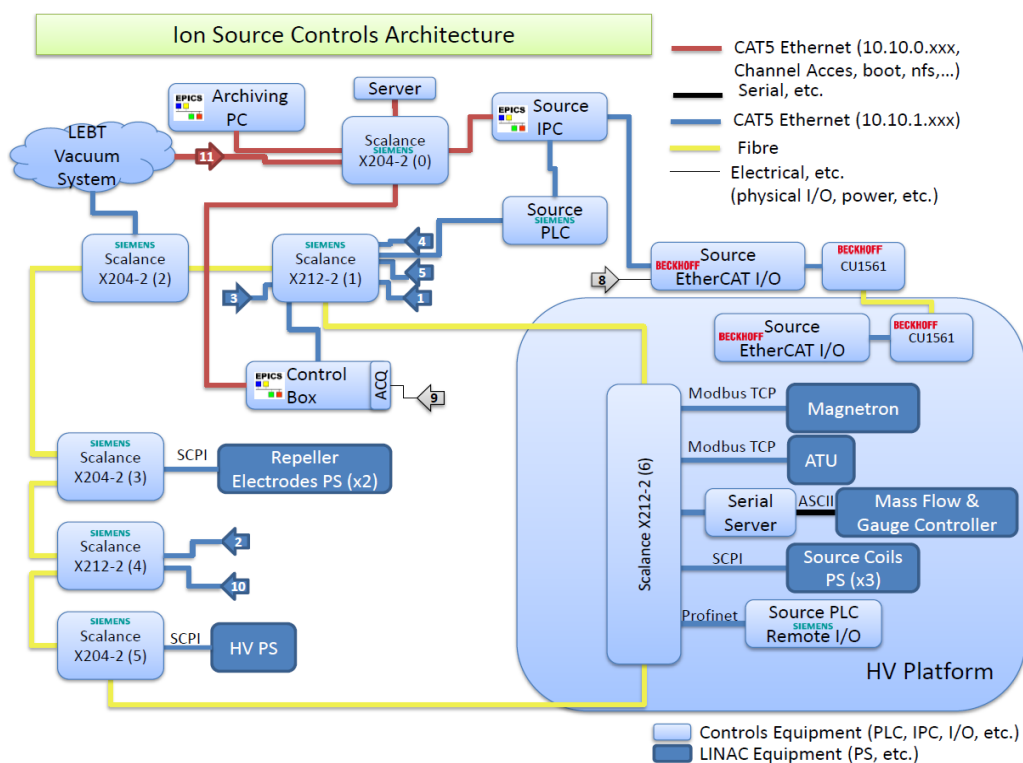 Ion Source Controls Architecture
CAT5 Ethernet (10.10.0.xxx,
Channel Acces, boot, nfs,...)
Serial, etc.
CAT5 Ethernet (10.10.1.xxx)
Fibre
Electrical, etc.
(physical I/O, power, etc.)
Server
EPICS
Archiving
PC
Scalance
SIEMENS
X204-2 (0)
EPICS
Source
IPC
LEBT
Vacuum
System
11
Source
SIEMENS
PLC
SIEMENS
Scalance
X204-2 (2)
SIEMENS
Scalance
X212-2 (1)
4
5
1
3
8
BECKHOFF
Source
EtherCAT I/O
BECKHOFF
CU1561
BECKHOFF
Source
EtherCAT I/O
BECKHOFF
CU1561
EPICS
Control
Box
ACQ
9
Scalance X212-2 (6)
Modbus TCP
Magnetron
Modbus TCP
ATU
Serial
Server
ASCII
Mass Flow &
Gauge Controller
SCPI
Source Coils
PS (x3)
Profinet
Source PLC
SIEMENS
Remote I/O
HV Platform
SIEMENS
Scalance
X204-2 (3)
SCPI
Repeller
Electrodes PS (x2)
SIEMENS
Scalance
X212-2 (4)
2
10
SIEMENS
Scalance
X204-2 (5)
SCPI
HV PS
Controls Equipment (PLC, IPC, I/O, etc.)
LINAC Equipment (PS, etc.)